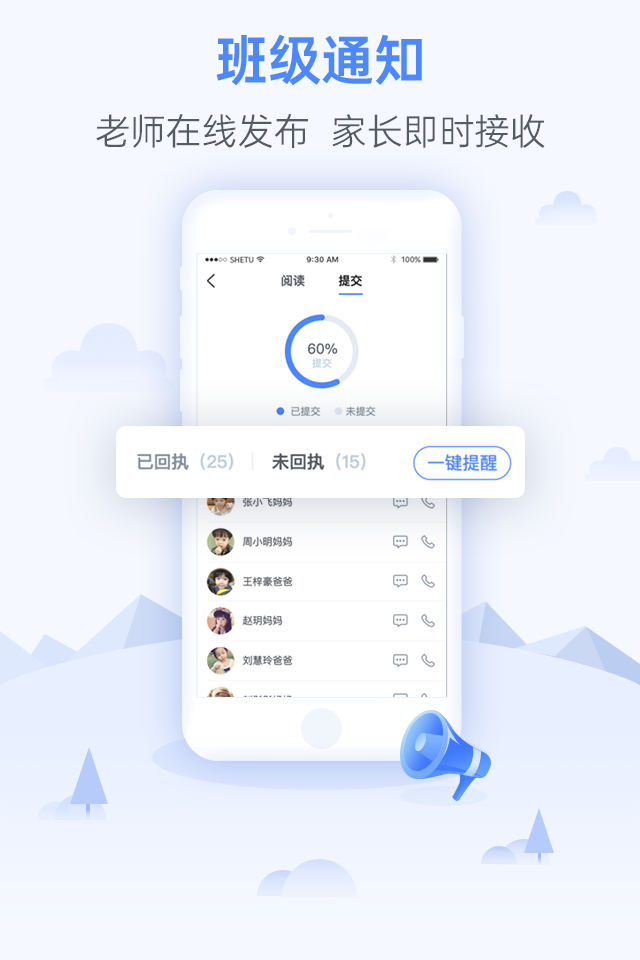 班级通知
老师在线发布 家长即时接收
SHETU 9:30 AM 100%
阅读 提交
60%
提交
已提交 未提交
已回执（25） 未回执（15） 一键提醒
张小飞妈妈
周小明妈妈
王梓豪爸爸
赵玥妈妈
刘慧玲爸爸